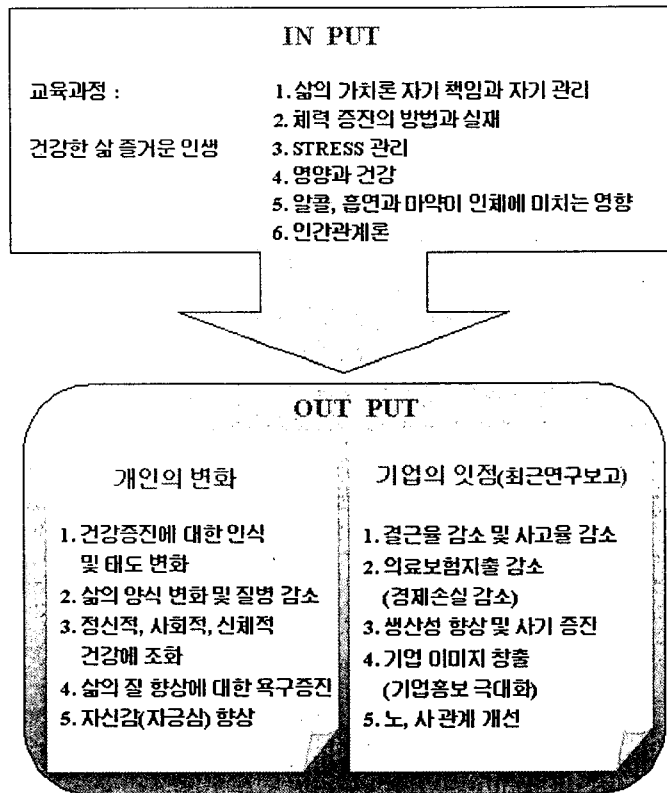 IN PUT
교육과정 :
건강한 삶 즐거운 인생
1. 삶의 가치론 자기 책임과 자기 관리
2. 체력 증진의 방법과 실재
3. STRESS 관리
4. 영양과 건강
5. 알콜, 흡연과 마약이 인체에 미치는 영향
6. 인간관계론
OUT PUT
개인의 변화
1. 건강증진에 대한 인식
및 태도 변화
2. 삶의 양식 변화 및 질병 감소
3. 정신적, 사회적, 신체적
건강에 조화
4. 삶의 질 향상에 대한 욕구증진
5. 자신감(자긍심) 향상
기업의 잇점(최근연구보고)
1. 결근율 감소 및 사고율 감소
2. 의료보험지출 감소
(경제손실 감소)
3. 생산성 향상 및 사기 증진
4. 기업 이미지 창출
(기업홍보 극대화)
5. 노, 사 관계 개선